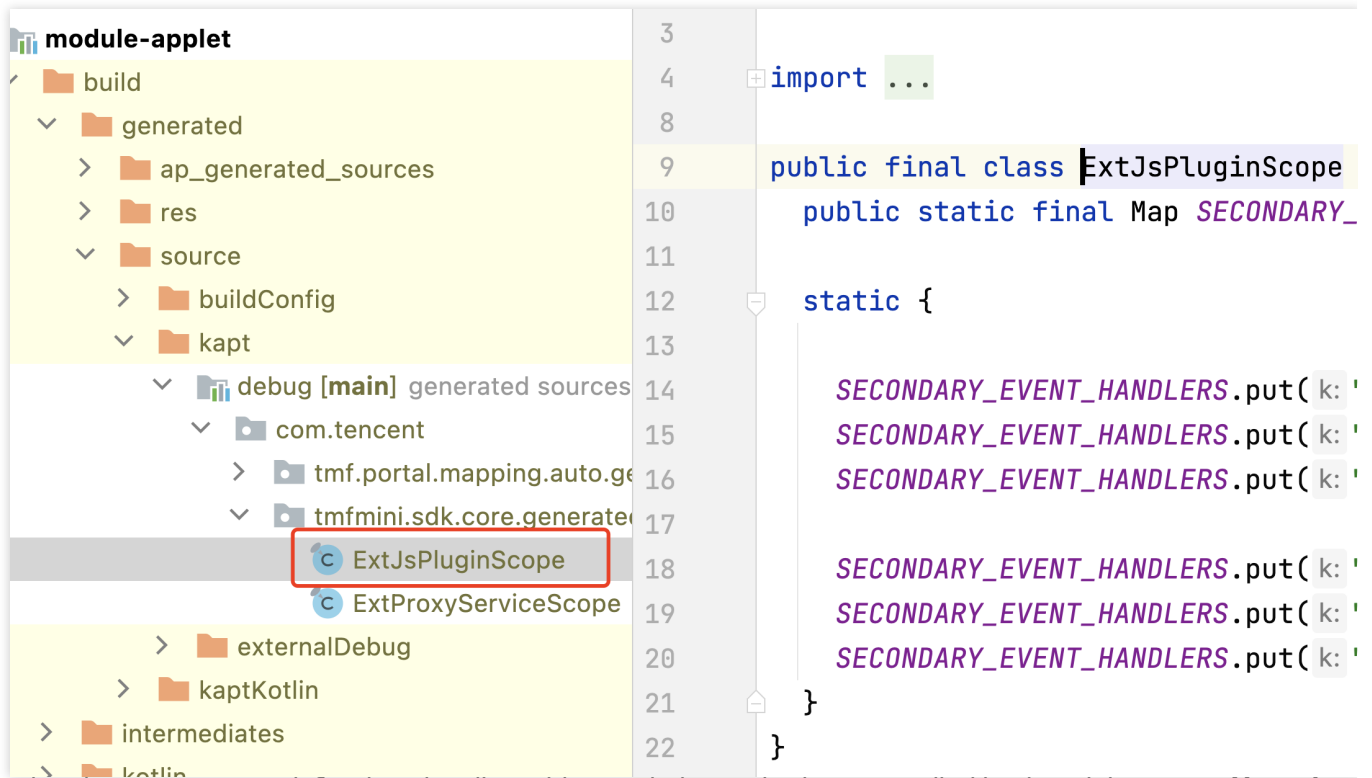 module-applet
build
generated
ap_generated_sources
res
source
buildConfig
kapt
debug [main] generated sources
com.tencent
tmf.portal.mapping.auto.ge
tmfmini.sdk.core.generated
ExtJsPluginScope
ExtProxyServiceScope
externalDebug
kaptKotlin
intermediates
kotlin
3
4 import ...
8
9 public final class ExtJsPluginScope
10 public static final Map SECONDARY_
11
12 static {
13
14 SECONDARY_EVENT_HANDLERS.put( k: "
15 SECONDARY_EVENT_HANDLERS.put( k: "
16 SECONDARY_EVENT_HANDLERS.put( k: "
17
18 SECONDARY_EVENT_HANDLERS.put( k: "
19 SECONDARY_EVENT_HANDLERS.put( k: "
20 SECONDARY_EVENT_HANDLERS.put( k: "
21 }
22 }